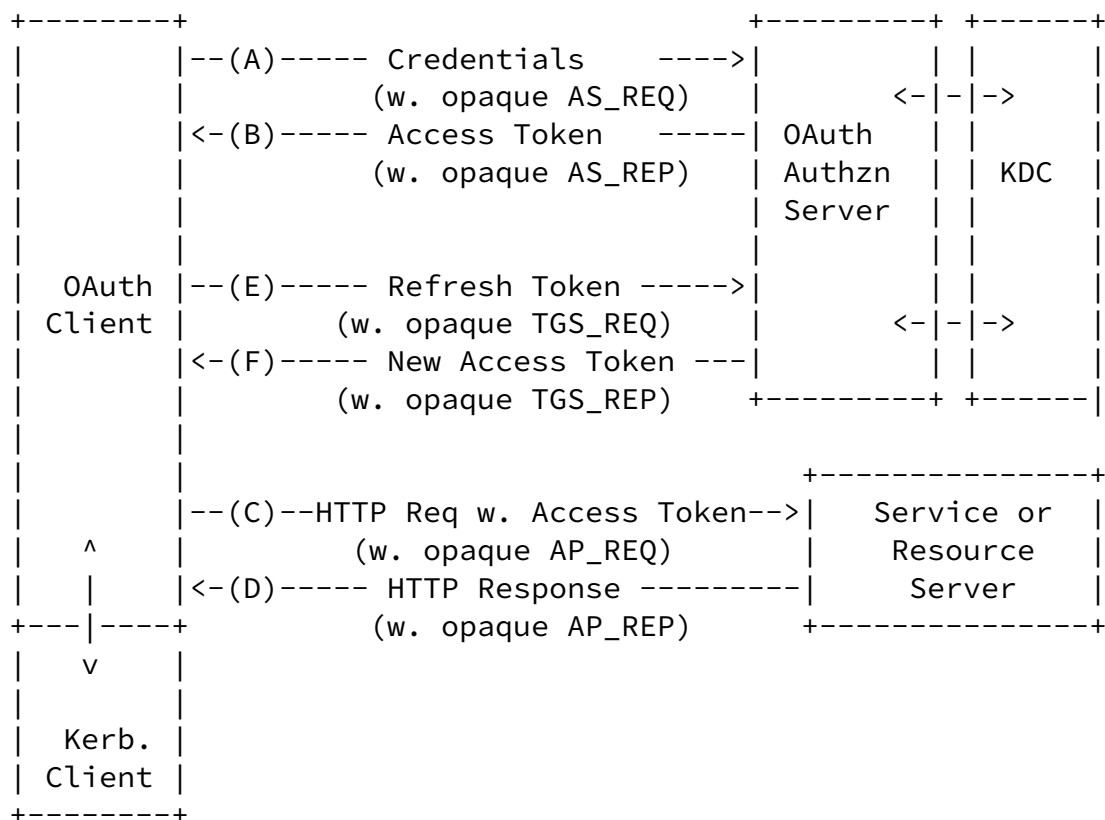 +--------+                               +---------+ +------+
|        |--(A)----- Credentials    ---->|         | |      |
|        |          (w. opaque AS_REQ)   |       <-|-|->    |
|        |<-(B)----- Access Token   -----| OAuth   | |      |
|        |          (w. opaque AS_REP)   | Authzn  | | KDC  |
|        |                               | Server  | |      |
|        |                               |         | |      |
|  OAuth |--(E)----- Refresh Token ----->|         | |      |
| Client |        (w. opaque TGS_REQ)    |       <-|-|->    |
|        |<-(F)----- New Access Token ---|         | |      |
|        |        (w. opaque TGS_REP)    +---------+ +------|
|        |
|        |                                  +---------------+
|        |--(C)--HTTP Req w. Access Token-->|   Service or  |
|   ^    |         (w. opaque AP_REQ)       |    Resource   |
|   |    |<-(D)----- HTTP Response ---------|     Server    |
+---|----+          (w. opaque AP_REP)      +---------------+
|   v    |
|        |
|  Kerb. |
| Client |
+--------+